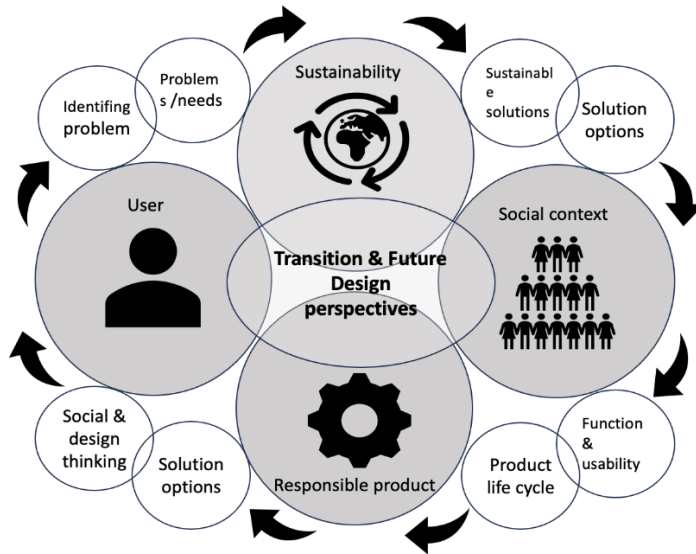 Sustainability
Problem
s /needs
Identifing
problem
Sustainabl
e
solutions
Solution
options
User
Social context
Transition & Future
Design
perspectives
Social &
design
thinking
Solution
options
Responsible product
Product
life cycle
Function
&
usability